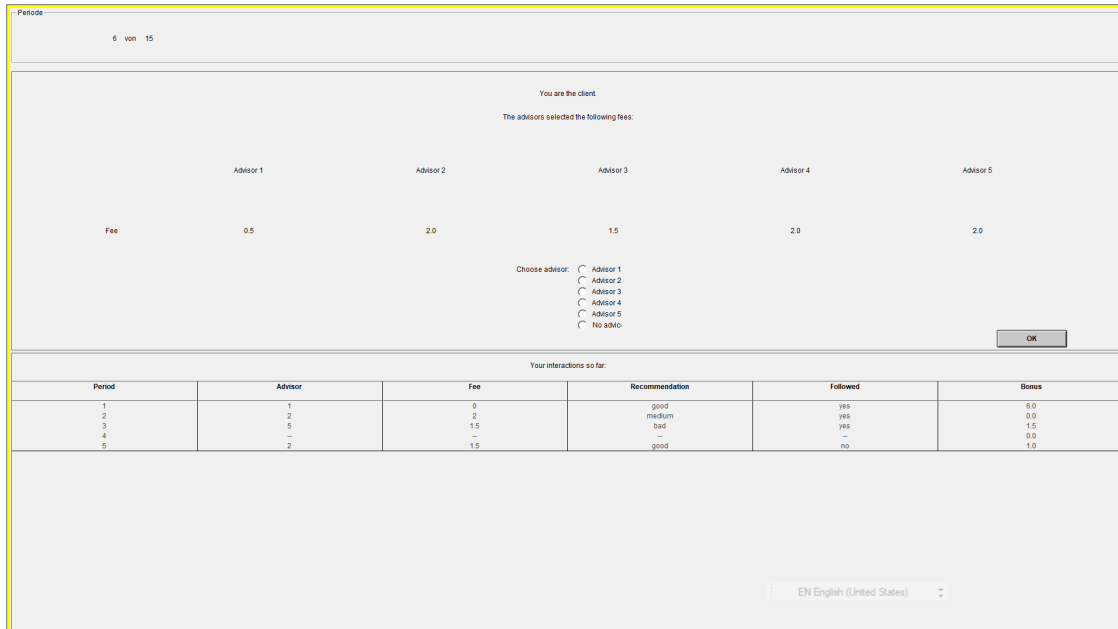 Periode
6 von 15
You are the client.
The advisors selected the following fees:
Advisor 1 Advisor 2 Advisor 3 Advisor 4 Advisor 5
Fee 0.5 2.0 1.5 2.0 2.0
Choose advisor: Advisor 1
Advisor 2
Advisor 3
Advisor 4
Advisor 5
No advic
OK
Your interactions so far:
Period Advisor Fee Recommendation Followed Bonus
1 1 0 good yes 6.0
2 2 2 medium yes 0.0
3 5 1.5 bad yes 1.5
4 -- -- -- -- 0.0
5 2 1.5 good no 1.0
EN English (United States)